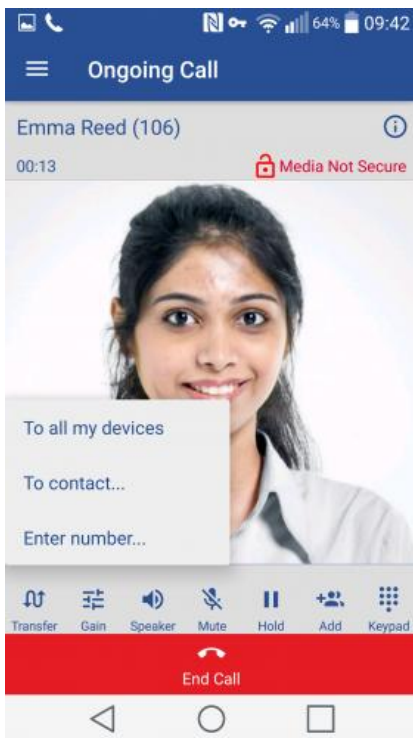 64% 09:42
Ongoing Call
Emma Reed (106)
00:13 Media Not Secure
To all my devices
To contact...
Enter number...
Transfer Gain Speaker Mute Hold Add Keypad
End Call